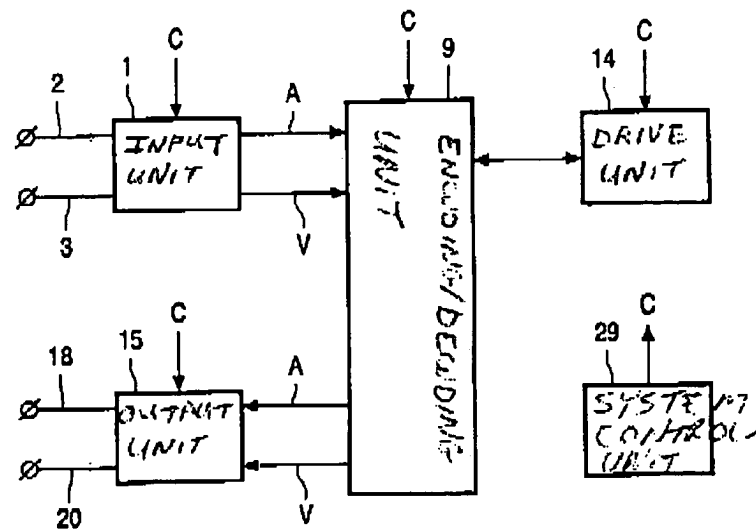 C
C
9
14
C
2
1
A
INPUT
UNIT
ENCODING/DECODING
UNIT
DRIVE
UNIT
3
V
C
18
15
C
A
29
OUTPUT
UNIT
SYSTEM
CONTROL
UNIT
20
V